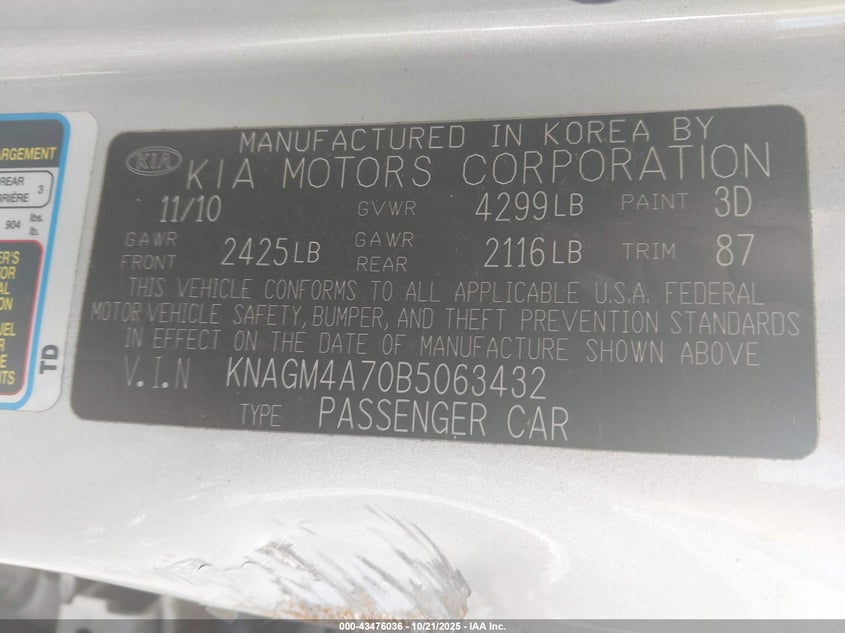 MANUFACTURED IN KOREA BY
KIA KIA MOTORS CORPORATION
11/10 GVWR 4299LB PAINT 3D
GAWR FRONT 2425LB GAWR REAR 2116LB TRIM 87
THIS VEHICLE CONFORMS TO ALL APPLICABLE U.S.A. FEDERAL
MOTOR VEHICLE SAFETY, BUMPER, AND THEFT PREVENTION STANDARDS
IN EFFECT ON THE DATE OF MANUFACTURE SHOWN ABOVE
V.I.N KNAGM4A70B5063432
TYPE PASSENGER CAR
ARGEMENT
REAR
RRIÈRE 3
904 lbs.
lb.
TD
000-43476036 - 10/21/2025 - IAA Inc.